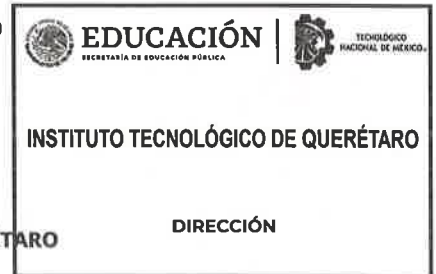 EDUCACIÓN
SECRETARÍA DE EDUCACIÓN PÚBLICA
TECNOLÓGICO
NACIONAL DE MÉXICO®
INSTITUTO TECNOLÓGICO DE QUERÉTARO
DIRECCIÓN
TARO